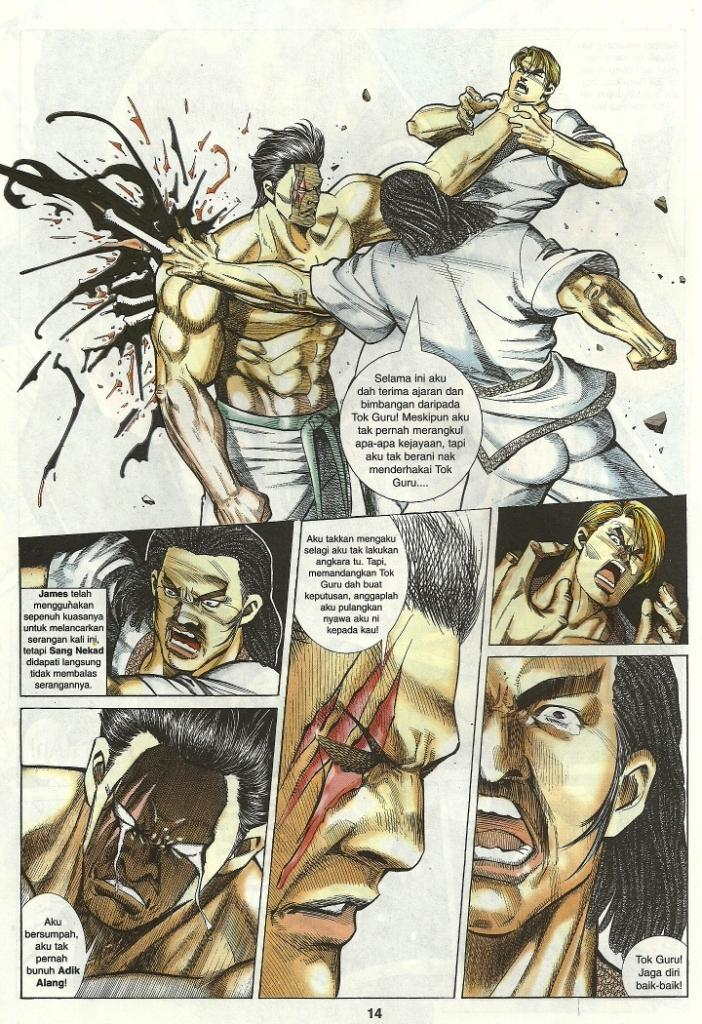 Selama ini aku
dah terima ajaran dan
bimbangan daripada
Tok Guru! Meskipun aku
tak pernah merangkul
apa-apa kejayaan, tapi
aku tak berani nak
menderhakai Tok
Guru....
James telah
menggunakan
sepenuh kuasanya
untuk melancarkan
serangan kali ini,
tetapi Sang Nekad
didapati langsung
tidak membalas
serangannya.
Aku takkan mengaku
selagi aku tak lakukan
angkara tu. Tapi,
memandangkan Tok
Guru dah buat
keputusan, anggaplah
aku pulangkan
nyawa aku ni
kepada kau!
Aku
bersumpah,
aku tak
pernah
bunuh Adik
Alang!
Tok Guru!
Jaga diri
baik-baik!
14